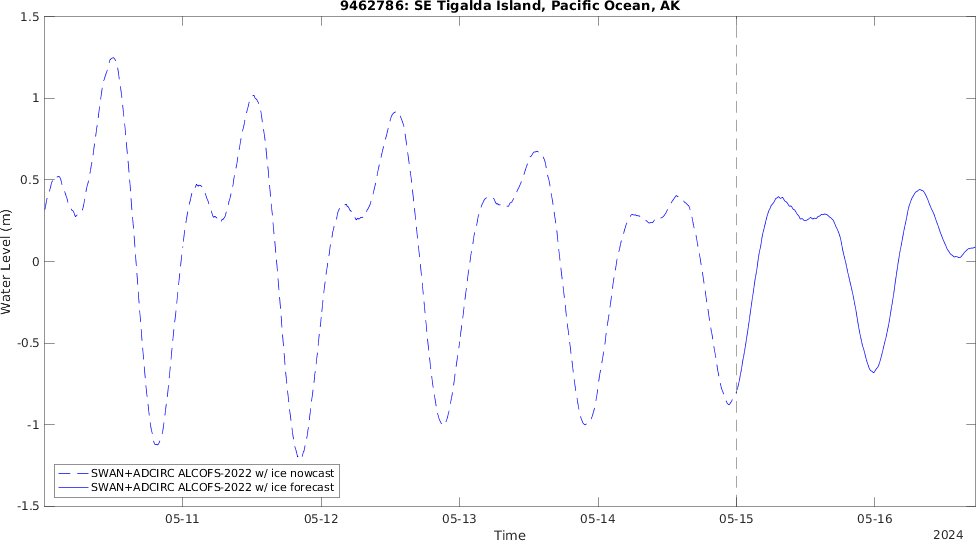 9462786: SE Tigalda Island, Pacific Ocean, AK
1.5
1
0.5
0
-0.5
-1
-1.5
Water Level (m)
SWAN+ADCIRC ALCOFS-2022 w/ ice nowcast
SWAN+ADCIRC ALCOFS-2022 w/ ice forecast
05-11 05-12 05-13 05-14 05-15 05-16
Time
2024